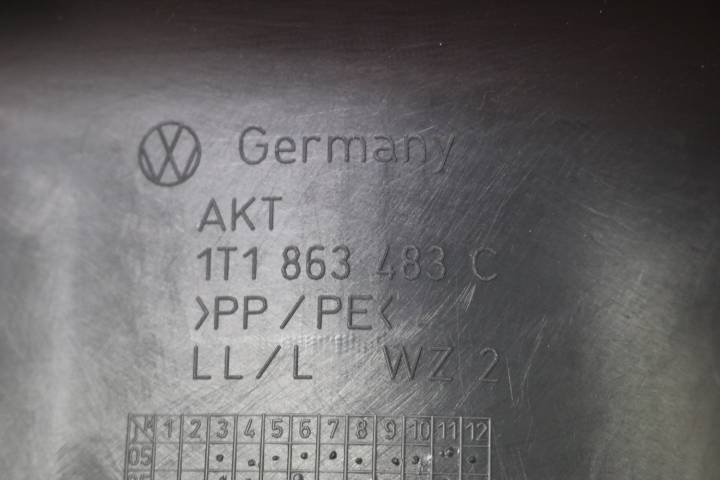 Germany
AKT
1T1 863 483 C
>PP/PE<
LL/L WZ 2
1 2 3 4 5 6 7 8 9 10 11 12
05